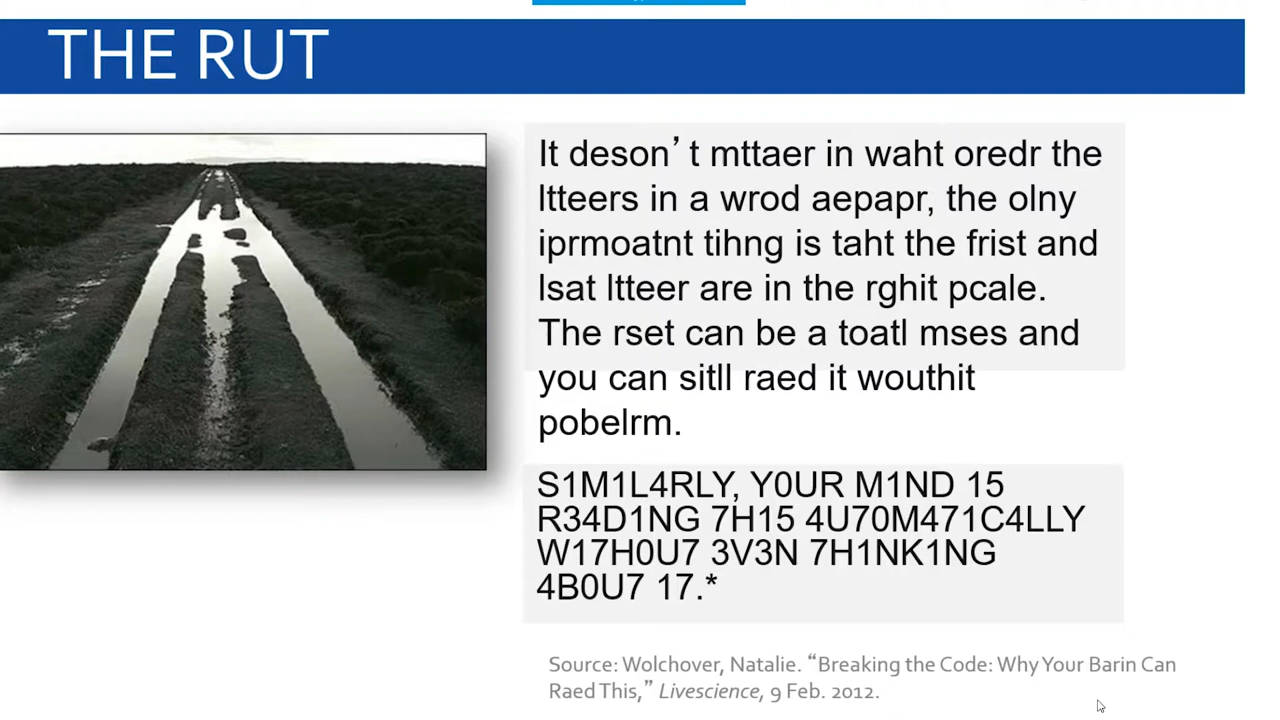 THE RUT
It deson’t mttaer in waht oredr the
ltteers in a wrod aepapr, the olny
iprmoatnt tihng is taht the frist and
lsat ltteer are in the rghit pcale.
The rset can be a toatl mses and
you can sitll raed it wouthit
pobelrm.
S1M1L4RLY, Y0UR M1ND 15
R34D1NG 7H15 4U70M471C4LLY
W17H0U7 3V3N 7H1NK1NG
4B0U7 17.*
Source: Wolchover, Natalie. “Breaking the Code: Why Your Barin Can
Raed This,” Livescience, 9 Feb. 2012.